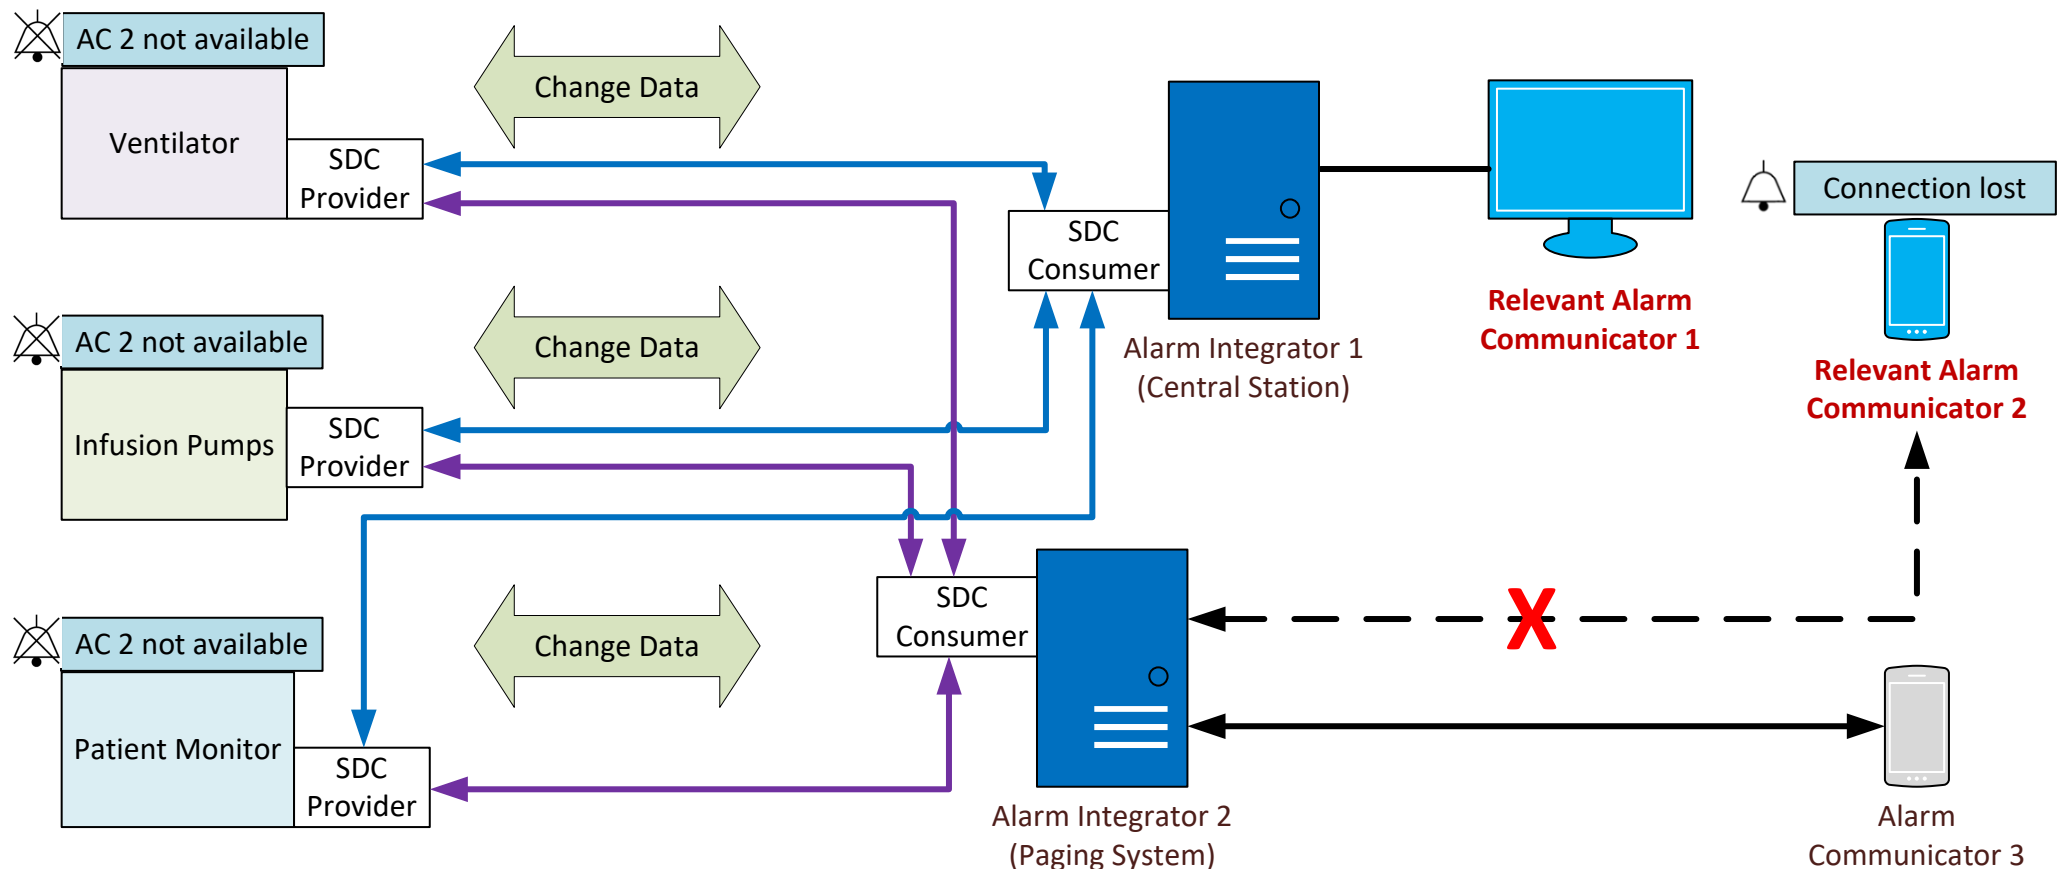 AC 2 not available
Ventilator
SDC
Provider
Change Data
SDC
Consumer
Alarm Integrator 1
(Central Station)
Relevant Alarm
Communicator 1
Connection lost
Relevant Alarm
Communicator 2
AC 2 not available
Infusion Pumps
SDC
Provider
Change Data
AC 2 not available
Patient Monitor
SDC
Provider
Change Data
SDC
Consumer
Alarm Integrator 2
(Paging System)
X
Alarm
Communicator 3